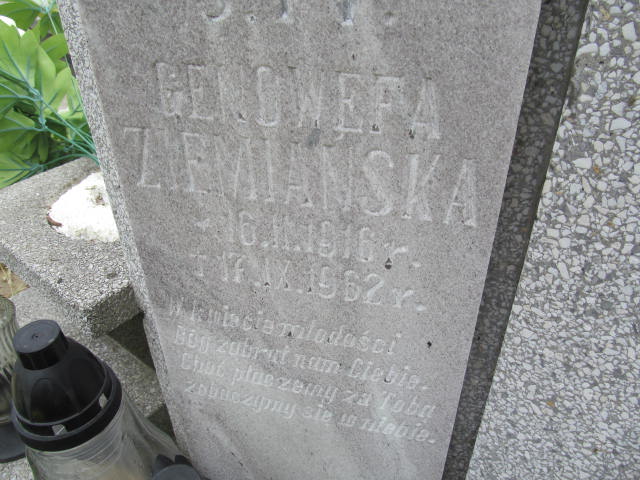 Ś. † P.
GENOWEFA
ZIEMIAŃSKA
* 16.II.1916 r.
† 17.IX.1962 r.
W kwiecie młodości
Bóg zabrał nam Ciebie.
Choć płaczemy za Tobą
zobaczymy się w niebie.